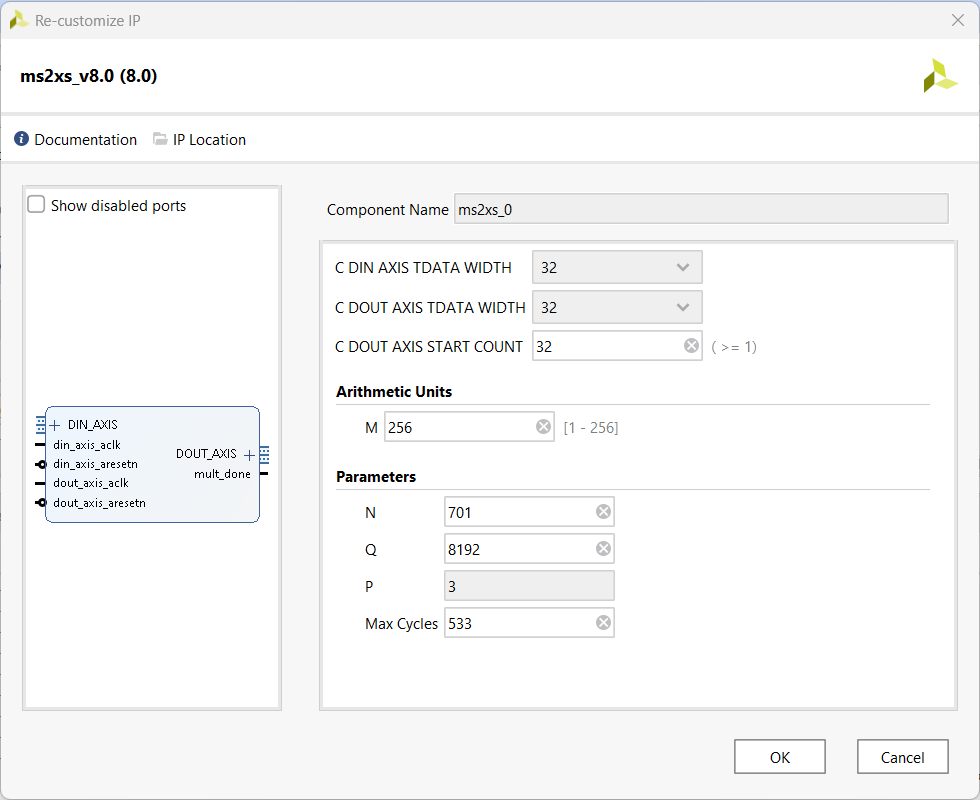 Re-customize IP
ms2xs_v8.0 (8.0)
Documentation IP Location
Show disabled ports
DIN_AXIS
din_axis_aclk
din_axis_aresetn
dout_axis_aclk
dout_axis_aresetn
DOUT_AXIS
mult_done
Component Name ms2xs_0
C DIN AXIS TDATA WIDTH 32
C DOUT AXIS TDATA WIDTH 32
C DOUT AXIS START COUNT 32 ( >= 1)
Arithmetic Units
M 256 [1 - 256]
Parameters
N 701
Q 8192
P 3
Max Cycles 533
OK Cancel